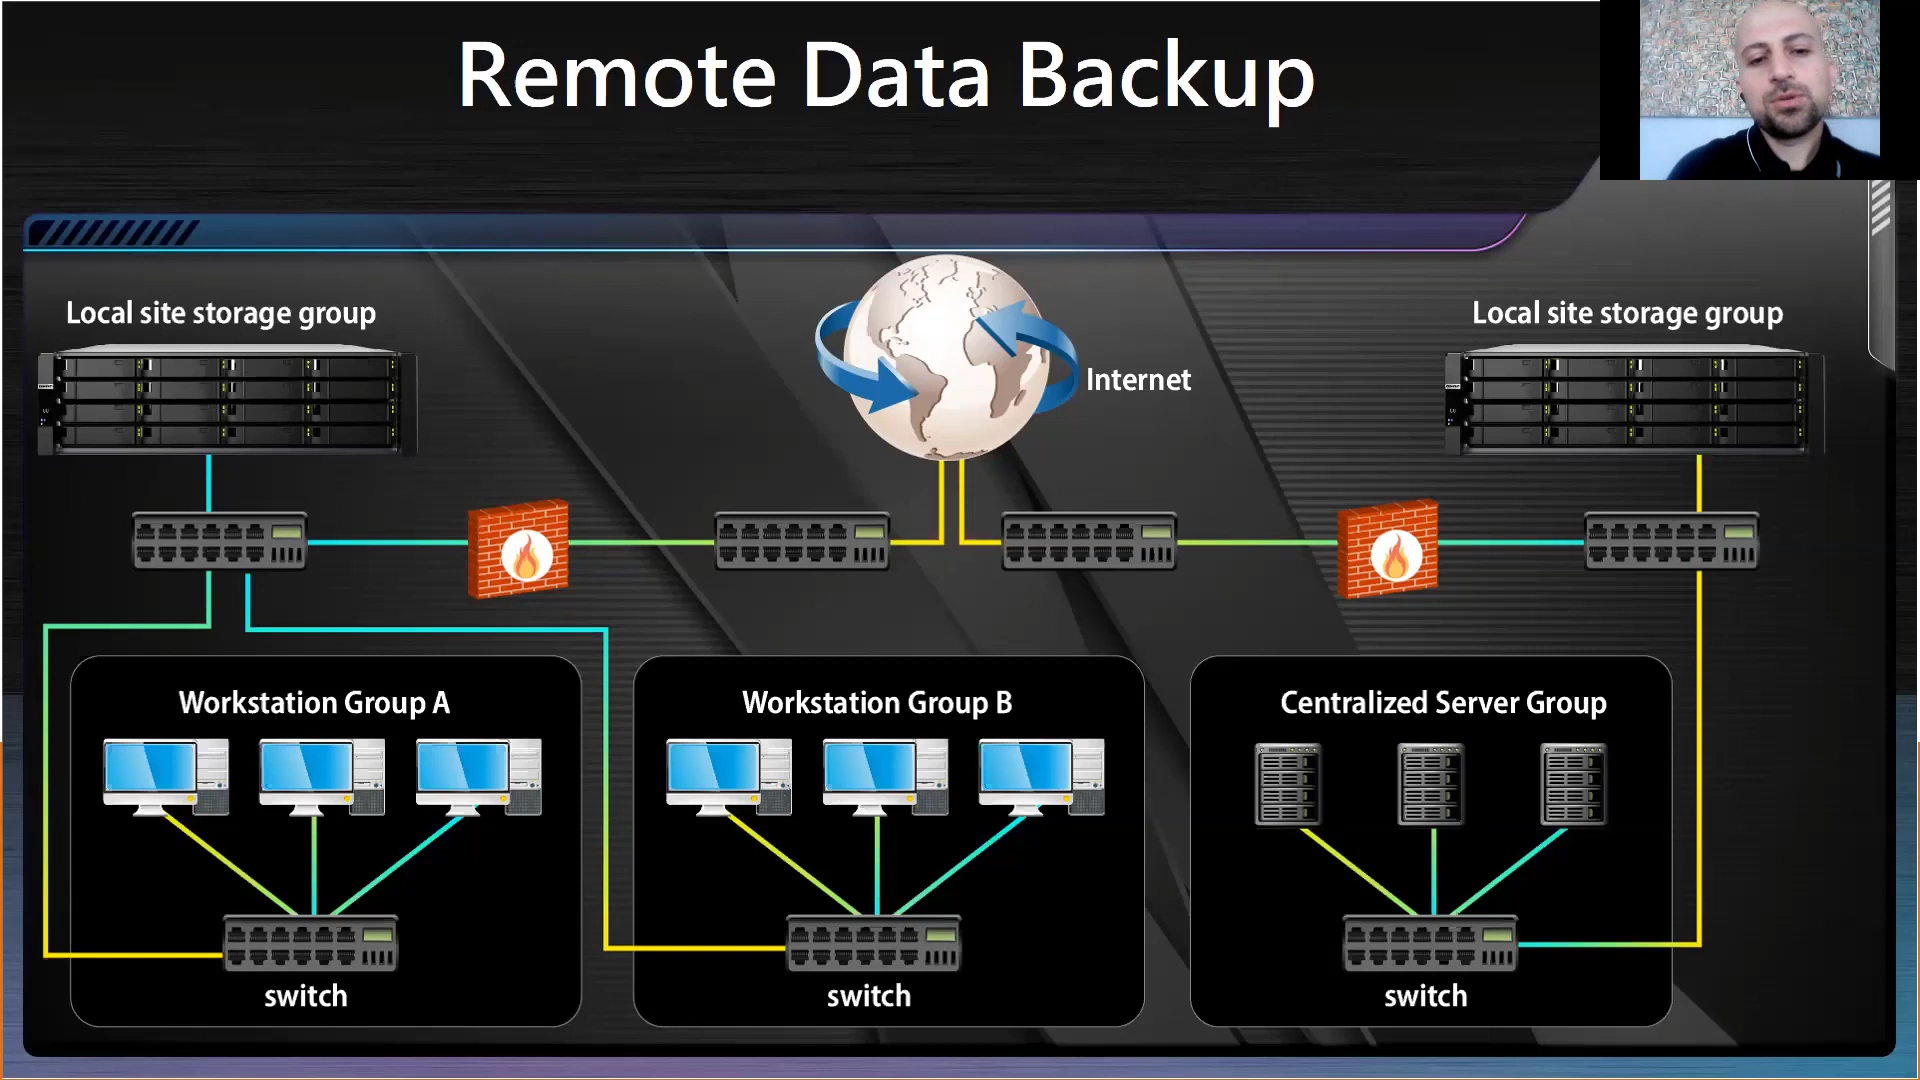 Remote Data Backup
Local site storage group
Internet
Local site storage group
Workstation Group A
Workstation Group B
Centralized Server Group
switch
switch
switch